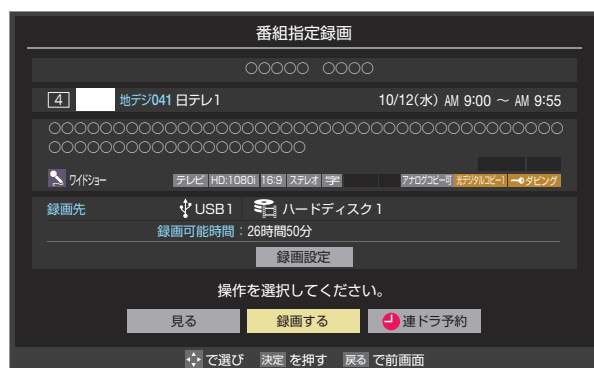 番組指定録画
○○○○○ ○○○○
4 地デジ041 日テレ1 10/12(水) AM 9:00 ～ AM 9:55
○○○○○○○○○○○○○○○○○○○○○○○○○○○○○○○○○○○○○○○○
○○○○○○○○○○○○○○○○○○○○
ワイドショー テレビ HD:1080i 16:9 ステレオ 字 アナログコピー可 光デジタルコピー1 ダビング
録画先 USB1 ハードディスク1
録画可能時間：26時間50分
録画設定
操作を選択してください。
見る 録画する 連ドラ予約
で選び 決定 を押す 戻る で前画面